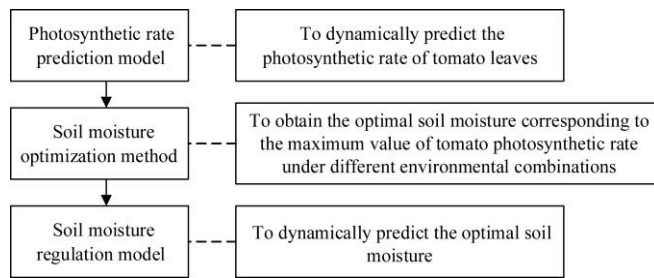 Photosynthetic rate
prediction model
To dynamically predict the
photosynthetic rate of tomato leaves
Soil moisture
optimization method
To obtain the optimal soil moisture corresponding to
the maximum value of tomato photosynthetic rate
under different environmental combinations
Soil moisture
regulation model
To dynamically predict the optimal soil
moisture